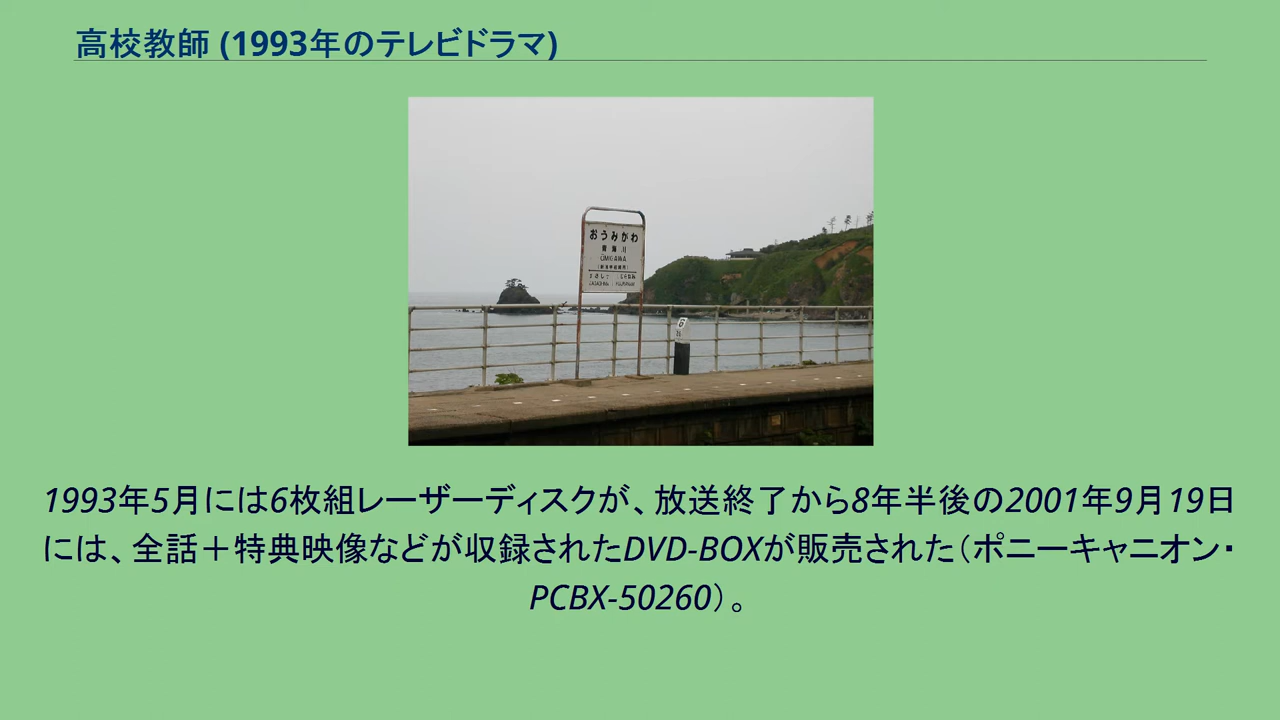 高校教師 (1993年のテレビドラマ)
おうみがわ
青海川
OMIGAWA
1993年5月には6枚組レーザーディスクが、放送終了から8年半後の2001年9月19日
には、全話＋特典映像などが収録されたDVD-BOXが販売された（ポニーキャニオン・
PCBX-50260）。